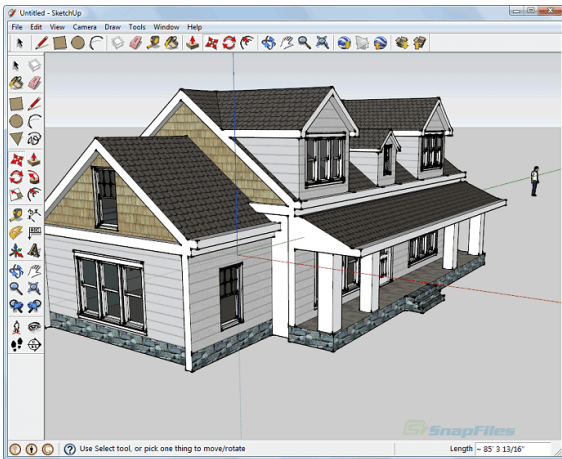 Untitled - SketchUp
File Edit View Camera Draw Tools Window Help
ABC
SnapFiles
Use Select tool, or pick one thing to move/rotate
Length ~ 85' 3 13/16"